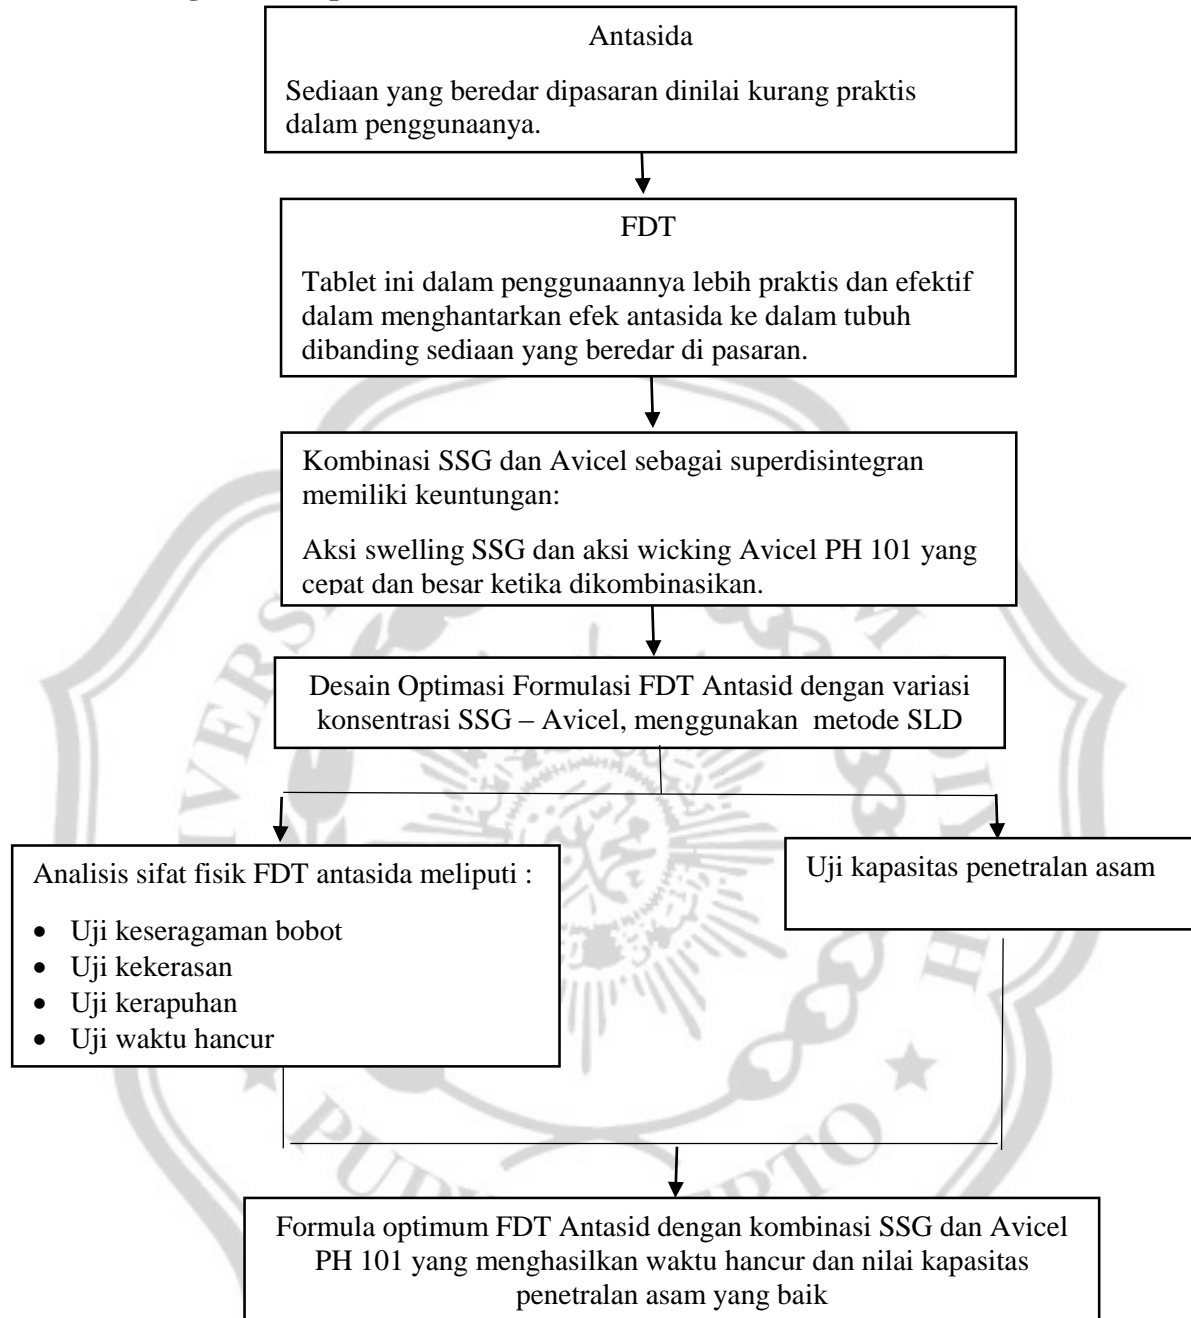 Antasida
Sediaan yang beredar dipasaran dinilai kurang praktis
dalam penggunaanya.
FDT
Tablet ini dalam penggunaannya lebih praktis dan efektif
dalam menghantarkan efek antasida ke dalam tubuh
dibanding sediaan yang beredar di pasaran.
Kombinasi SSG dan Avicel sebagai superdisintegran
memiliki keuntungan:
Aksi swelling SSG dan aksi wicking Avicel PH 101 yang
cepat dan besar ketika dikombinasikan.
Desain Optimasi Formulasi FDT Antasid dengan variasi
konsentrasi SSG – Avicel, menggunakan metode SLD
Analisis sifat fisik FDT antasida meliputi :
• Uji keseragaman bobot
• Uji kekerasan
• Uji kerapuhan
• Uji waktu hancur
Uji kapasitas penetralan asam
Formula optimum FDT Antasid dengan kombinasi SSG dan Avicel
PH 101 yang menghasilkan waktu hancur dan nilai kapasitas
penetralan asam yang baik